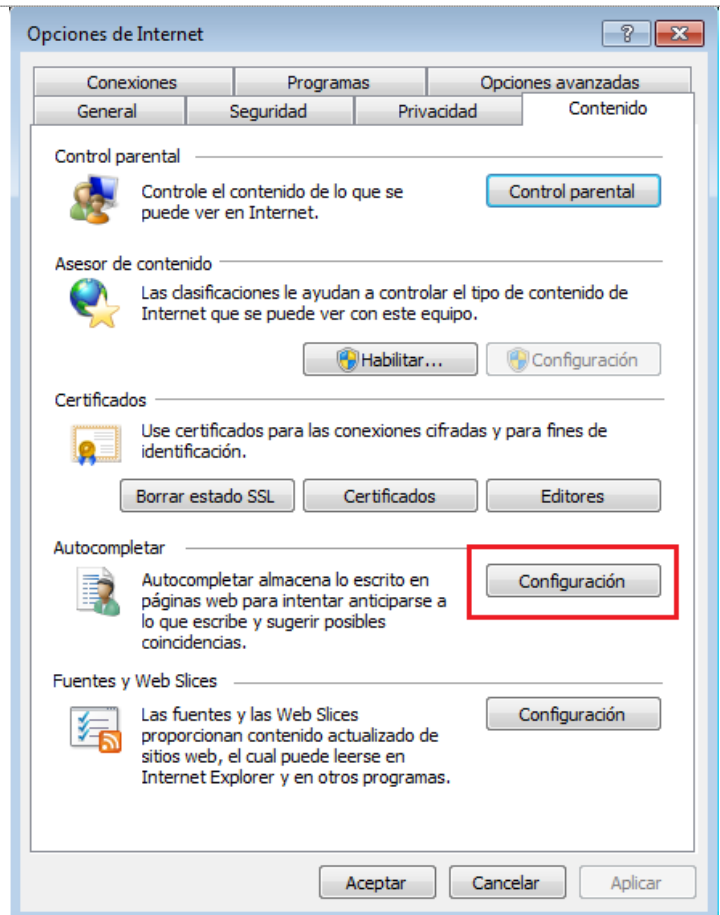 Opciones de Internet
?
Conexiones
Programas
Opciones avanzadas
General
Seguridad
Privacidad
Contenido
Control parental
Controle el contenido de lo que se
puede ver en Internet.
Control parental
Asesor de contenido
Las clasificaciones le ayudan a controlar el tipo de contenido de
Internet que se puede ver con este equipo.
Habilitar...
Configuración
Certificados
Use certificados para las conexiones cifradas y para fines de
identificación.
Borrar estado SSL
Certificados
Editores
Autocompletar
Autocompletar almacena lo escrito en
páginas web para intentar anticiparse a
lo que escribe y sugerir posibles
coincidencias.
Configuración
Fuentes y Web Slices
Las fuentes y las Web Slices
proporcionan contenido actualizado de
sitios web, el cual puede leerse en
Internet Explorer y en otros programas.
Configuración
Aceptar
Cancelar
Aplicar